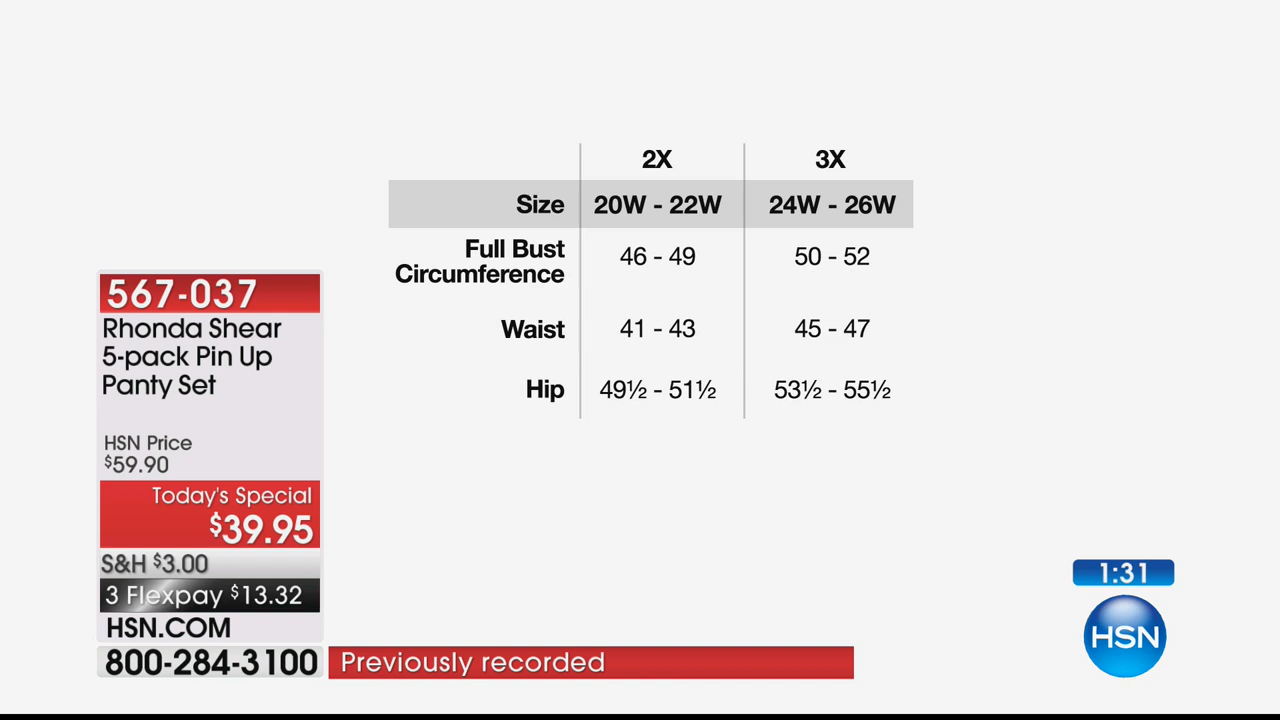 2X 3X
Size 20W - 22W 24W - 26W
Full Bust
Circumference 46 - 49 50 - 52
Waist 41 - 43 45 - 47
Hip 49½ - 51½ 53½ - 55½
567-037
Rhonda Shear
5-pack Pin Up
Panty Set
HSN Price
$59.90
Today's Special
$39.95
S&H $3.00
3 Flexpay $13.32
HSN.COM
800-284-3100
Previously recorded
1:31
HSN